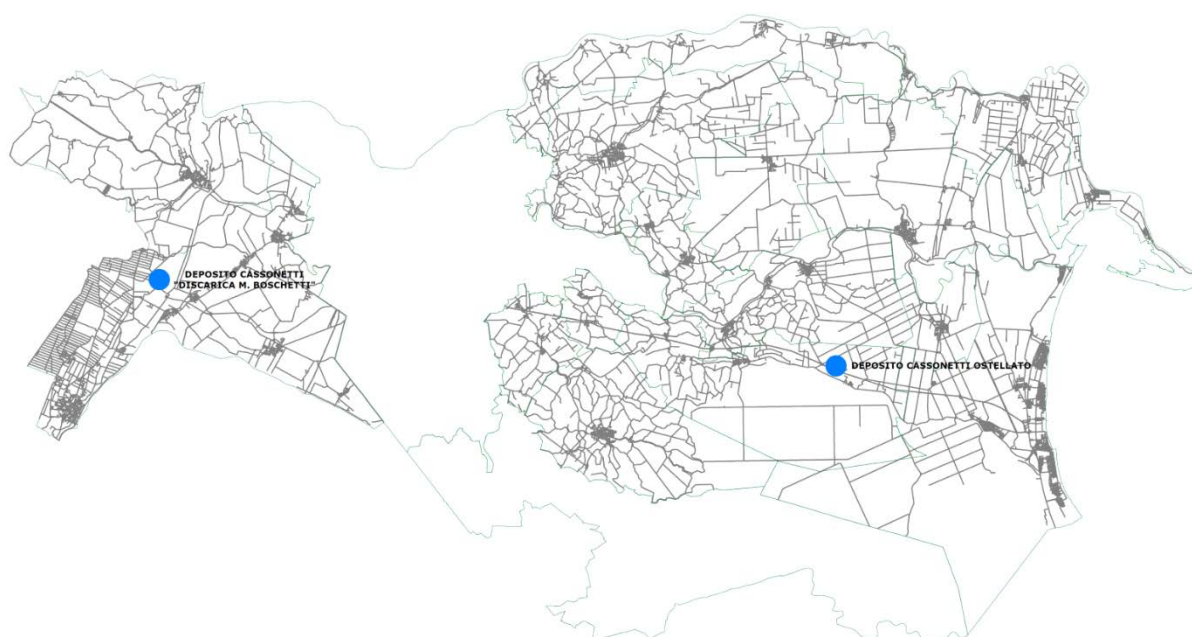 DEPOSITO CASSONETTI
"DISCARICA M. BOSCHETTI"
DEPOSITO CASSONETTI OSTELLATO